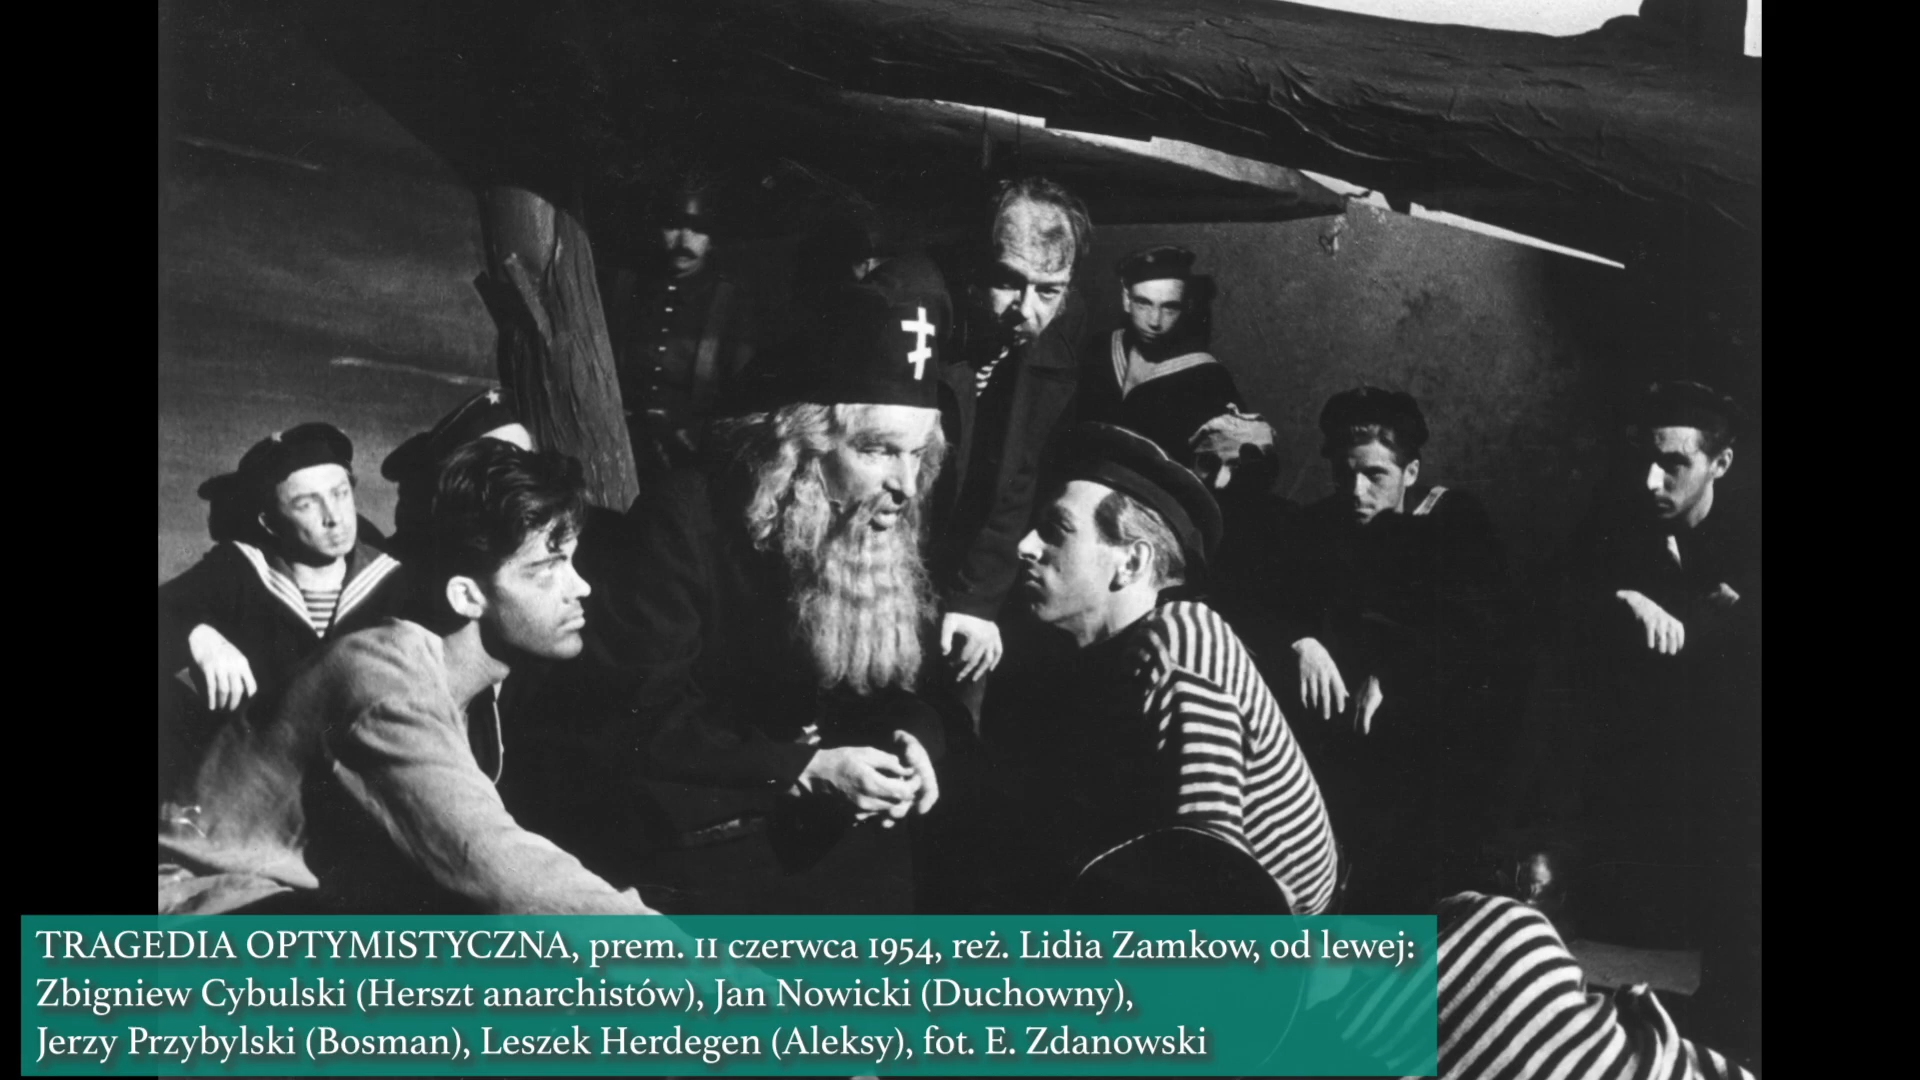 TRAGEDIA OPTYMISTYCZNA, prem. 11 czerwca 1954, reż. Lidia Zamkow, od lewej:
Zbigniew Cybulski (Herszt anarchistów), Jan Nowicki (Duchowny),
Jerzy Przybylski (Bosman), Leszek Herdegen (Aleksy), fot. E. Zdanowski